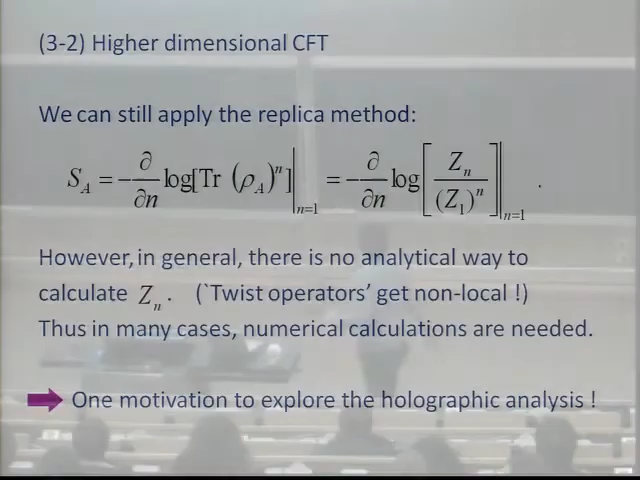 (3-2) Higher dimensional CFT
We can still apply the replica method:
S_A = -∂/∂n log[Tr (ρ_A)^n]|_{n=1} = -∂/∂n log[Z_n/(Z_1)^n]|_{n=1} .
However, in general, there is no analytical way to
calculate Z_n . (`Twist operators' get non-local !)
Thus in many cases, numerical calculations are needed.
One motivation to explore the holographic analysis !